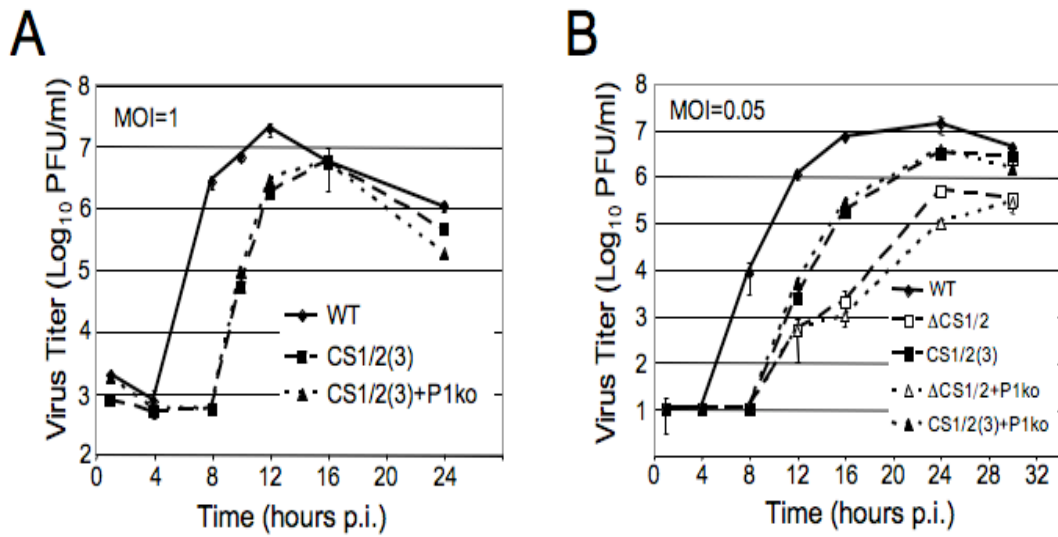 A
Virus Titer (Log10 PFU/ml)
8
7
6
5
4
3
2
MOI=1
WT
CS1/2(3)
CS1/2(3)+P1ko
0 4 8 12 16 20 24
Time (hours p.i.)
B
Virus Titer (Log10 PFU/ml)
8
7
6
5
4
3
2
1
MOI=0.05
WT
ΔCS1/2
CS1/2(3)
ΔCS1/2+P1ko
CS1/2(3)+P1ko
0 4 8 12 16 20 24 28 32
Time (hours p.i.)